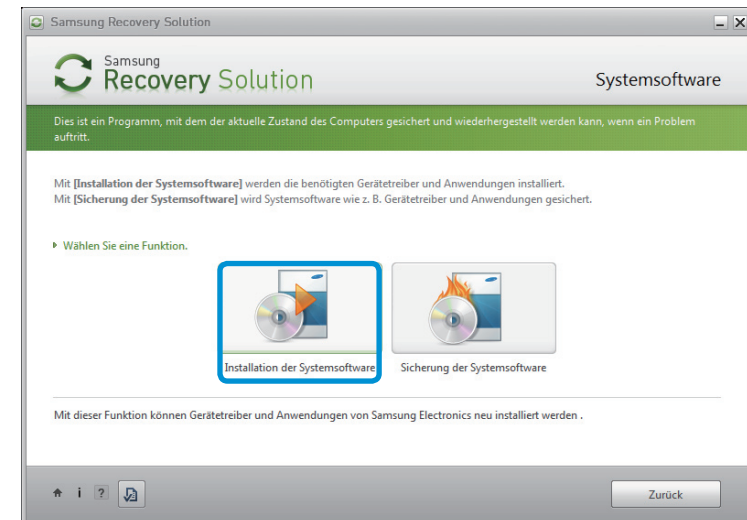 Samsung Recovery Solution
Samsung
Recovery Solution
Systemsoftware
Dies ist ein Programm, mit dem der aktuelle Zustand des Computers gesichert und wiederhergestellt werden kann, wenn ein Problem
auftritt.
Mit [Installation der Systemsoftware] werden die benötigten Gerätetreiber und Anwendungen installiert.
Mit [Sicherung der Systemsoftware] wird Systemsoftware wie z. B. Gerätetreiber und Anwendungen gesichert.
Wählen Sie eine Funktion.
Installation der Systemsoftware
Sicherung der Systemsoftware
Mit dieser Funktion können Gerätetreiber und Anwendungen von Samsung Electronics neu installiert werden .
i ?
Zurück